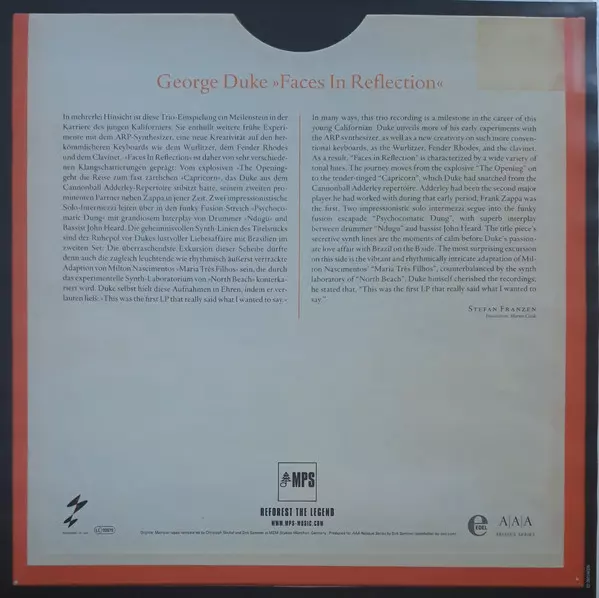 George Duke »Faces In Reflection«
In mehrerlei Hinsicht ist diese Trio-Einspielung ein Meilenstein in der
Karriere des jungen Kaliforniers: Sie enthält weitere frühe Experi-
mente mit dem ARP-Synthesizer, eine neue Kreativität auf den her-
kömmlicheren Keyboards wie dem Wurlitzer, dem Fender Rhodes
und dem Clavinet. »Faces In Reflection« ist daher von sehr verschiede-
nen Klangschattierungen geprägt: Vom explosiven »The Opening«
geht die Reise zum fast zärtlichen »Capricorn«, das Duke aus dem
Cannonball Adderley-Repertoire stibitzt hatte, seinem zweiten pro-
minenten Partner neben Zappa in jener Zeit. Zwei impressionistische
Solo-Intermezzi leiten über in den funky Fusion-Streich »Psychoco-
matic Dung« mit grandiosem Interplay von Drummer »Ndugu« und
Bassist John Heard. Die geheimnisvollen Synth-Linien des Titelstücks
sind der Ruhepol vor Dukes lustvoller Liebesaffäre mit Brasilien im
zweiten Set: Die überraschendste Exkursion dieser Scheibe dürfte
denn auch die zugleich leuchtende wie rhythmisch äußerst vertrackte
Adaption von Milton Nascimentos »Maria Três Filhos« sein, die durch
das experimentelle Synth-Laboratorium von »North Beach« konterka-
riert wird. Duke selbst hielt diese Aufnahmen in Ehren, indem er ver-
lauten ließ: »This was the first LP that really said what I wanted to say.«
In many ways, this trio recording is a milestone in the career of this
young Californian. Duke unveils more of his early experiments with
the ARP synthesizer, as well as a new creativity on such more conven-
tional keyboards, as the Wurlitzer, Fender Rhodes, and the clavinet.
As a result, "Faces in Reflection" is characterized by a wide variety of
tonal hues. The journey moves from the explosive "The Opening" on
to the tender-tinged "Capricorn", which Duke had snatched from the
Cannonball Adderley repertoire. Adderley had been the second major
player he had worked with during that early period; Frank Zappa was
the first. Two impressionistic solo intermezzi segue into the funky
fusion escapade "Psychocomatic Dung", with superb interplay
between drummer "Ndugu" and bassist John Heard. The title piece's
secretive synth lines are the moments of calm before Duke's passion-
ate love affair with Brazil on the B side. The most surprising excursion
on this side is the vibrant and rhythmically intricate adaptation of Mil-
ton Nascimentos' "Maria Três Filhos", counterbalanced by the synth
laboratory of "North Beach". Duke himself cherished the recordings;
he stated that, "This was the first LP that really said what I wanted to
say."
Stefan Franzen
MPS
REFOREST THE LEGEND
WWW.MPS-MUSIC.COM
e
EDEL
A|A|A